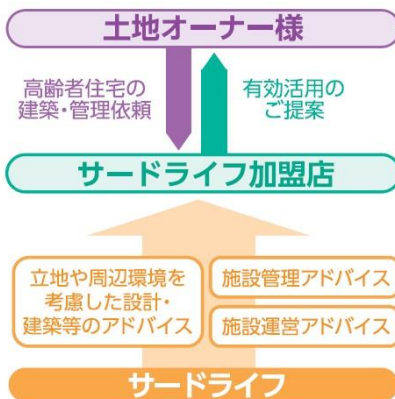 土地オーナー様
高齢者住宅の
建築・管理依頼
有効活用の
ご提案
サードライフ加盟店
立地や周辺環境を
考慮した設計・
建築等のアドバイス
施設管理アドバイス
施設運営アドバイス
サードライフ